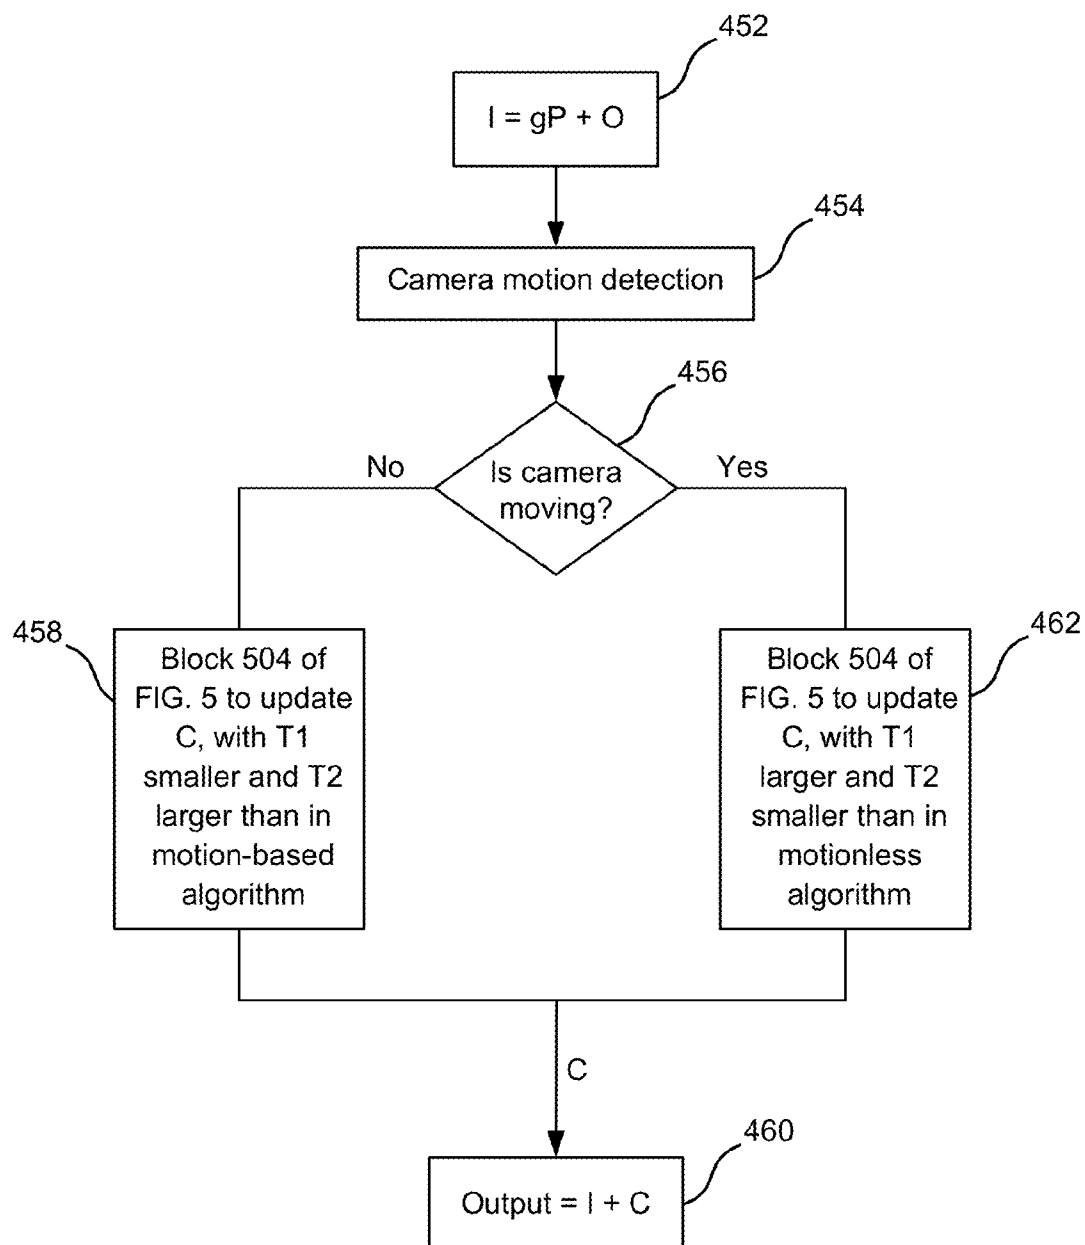 452
I = gP + O
454
Camera motion detection
456
No
Is camera
moving?
Yes
458
Block 504 of
FIG. 5 to update
C, with T1
smaller and T2
larger than in
motion-based
algorithm
462
Block 504 of
FIG. 5 to update
C, with T1
larger and T2
smaller than in
motionless
algorithm
C
460
Output = I + C